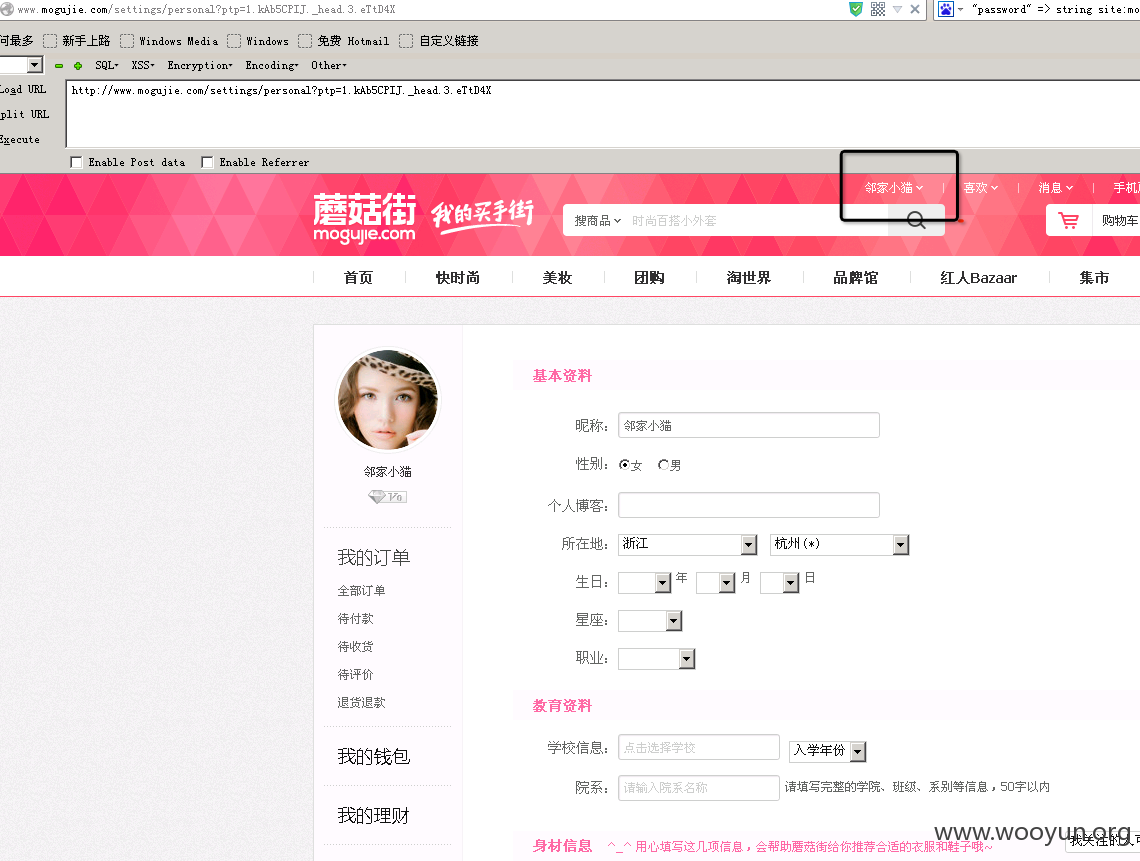 www.mogujie.com/settings/personal?ptp=1.kAb5CPIJ._head.3.eTtD4X
"password" => string site:mo
何最多 新手上路 Windows Media Windows 免费 Hotmail 自定义链接
SQL XSS Encryption Encoding Other
Load URL
http://www.mogujie.com/settings/personal?ptp=1.kAb5CPIJ._head.3.eTtD4X
plit URL
Execute
Enable Post data Enable Referrer
邻家小猫 喜欢 消息 手机
蘑菇街 我的买手街
mogujie.com
搜商品 时尚百搭小外套 购物车
首页 快时尚 美妆 团购 淘世界 品牌馆 红人Bazaar 集市
基本资料
昵称: 邻家小猫
性别: 女 男
邻家小猫
V0
个人博客:
所在地: 浙江 杭州(*)
我的订单
生日: 年 月 日
全部订单
星座:
待付款
待收货
职业:
待评价
退货退款
教育资料
学校信息: 点击选择学校 入学年份
我的钱包
院系: 请输入院系名称 请填写完整的学院、班级、系别等信息，50字以内
我的理财
身材信息 ^_^ 用心填写这几项信息，会帮助蘑菇街给你推荐合适的衣服和鞋子哦~
我关注的人
www.wooyun.org